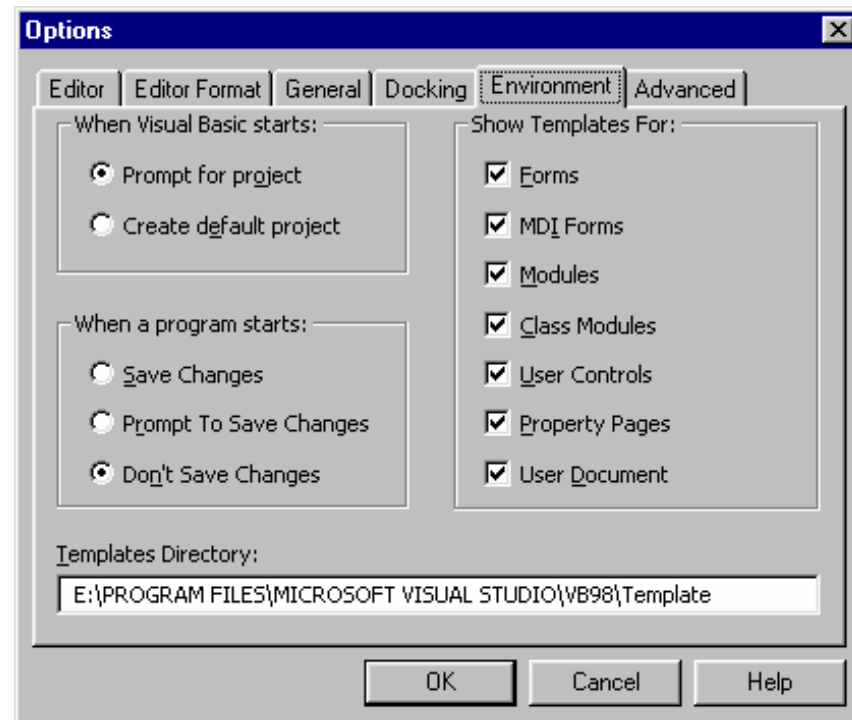 Options
Editor Editor Format General Docking Environment Advanced
When Visual Basic starts:
Prompt for project
Create default project
When a program starts:
Save Changes
Prompt To Save Changes
Don't Save Changes
Show Templates For:
Forms
MDI Forms
Modules
Class Modules
User Controls
Property Pages
User Document
Templates Directory:
E:\PROGRAM FILES\MICROSOFT VISUAL STUDIO\VB98\Template
OK Cancel Help